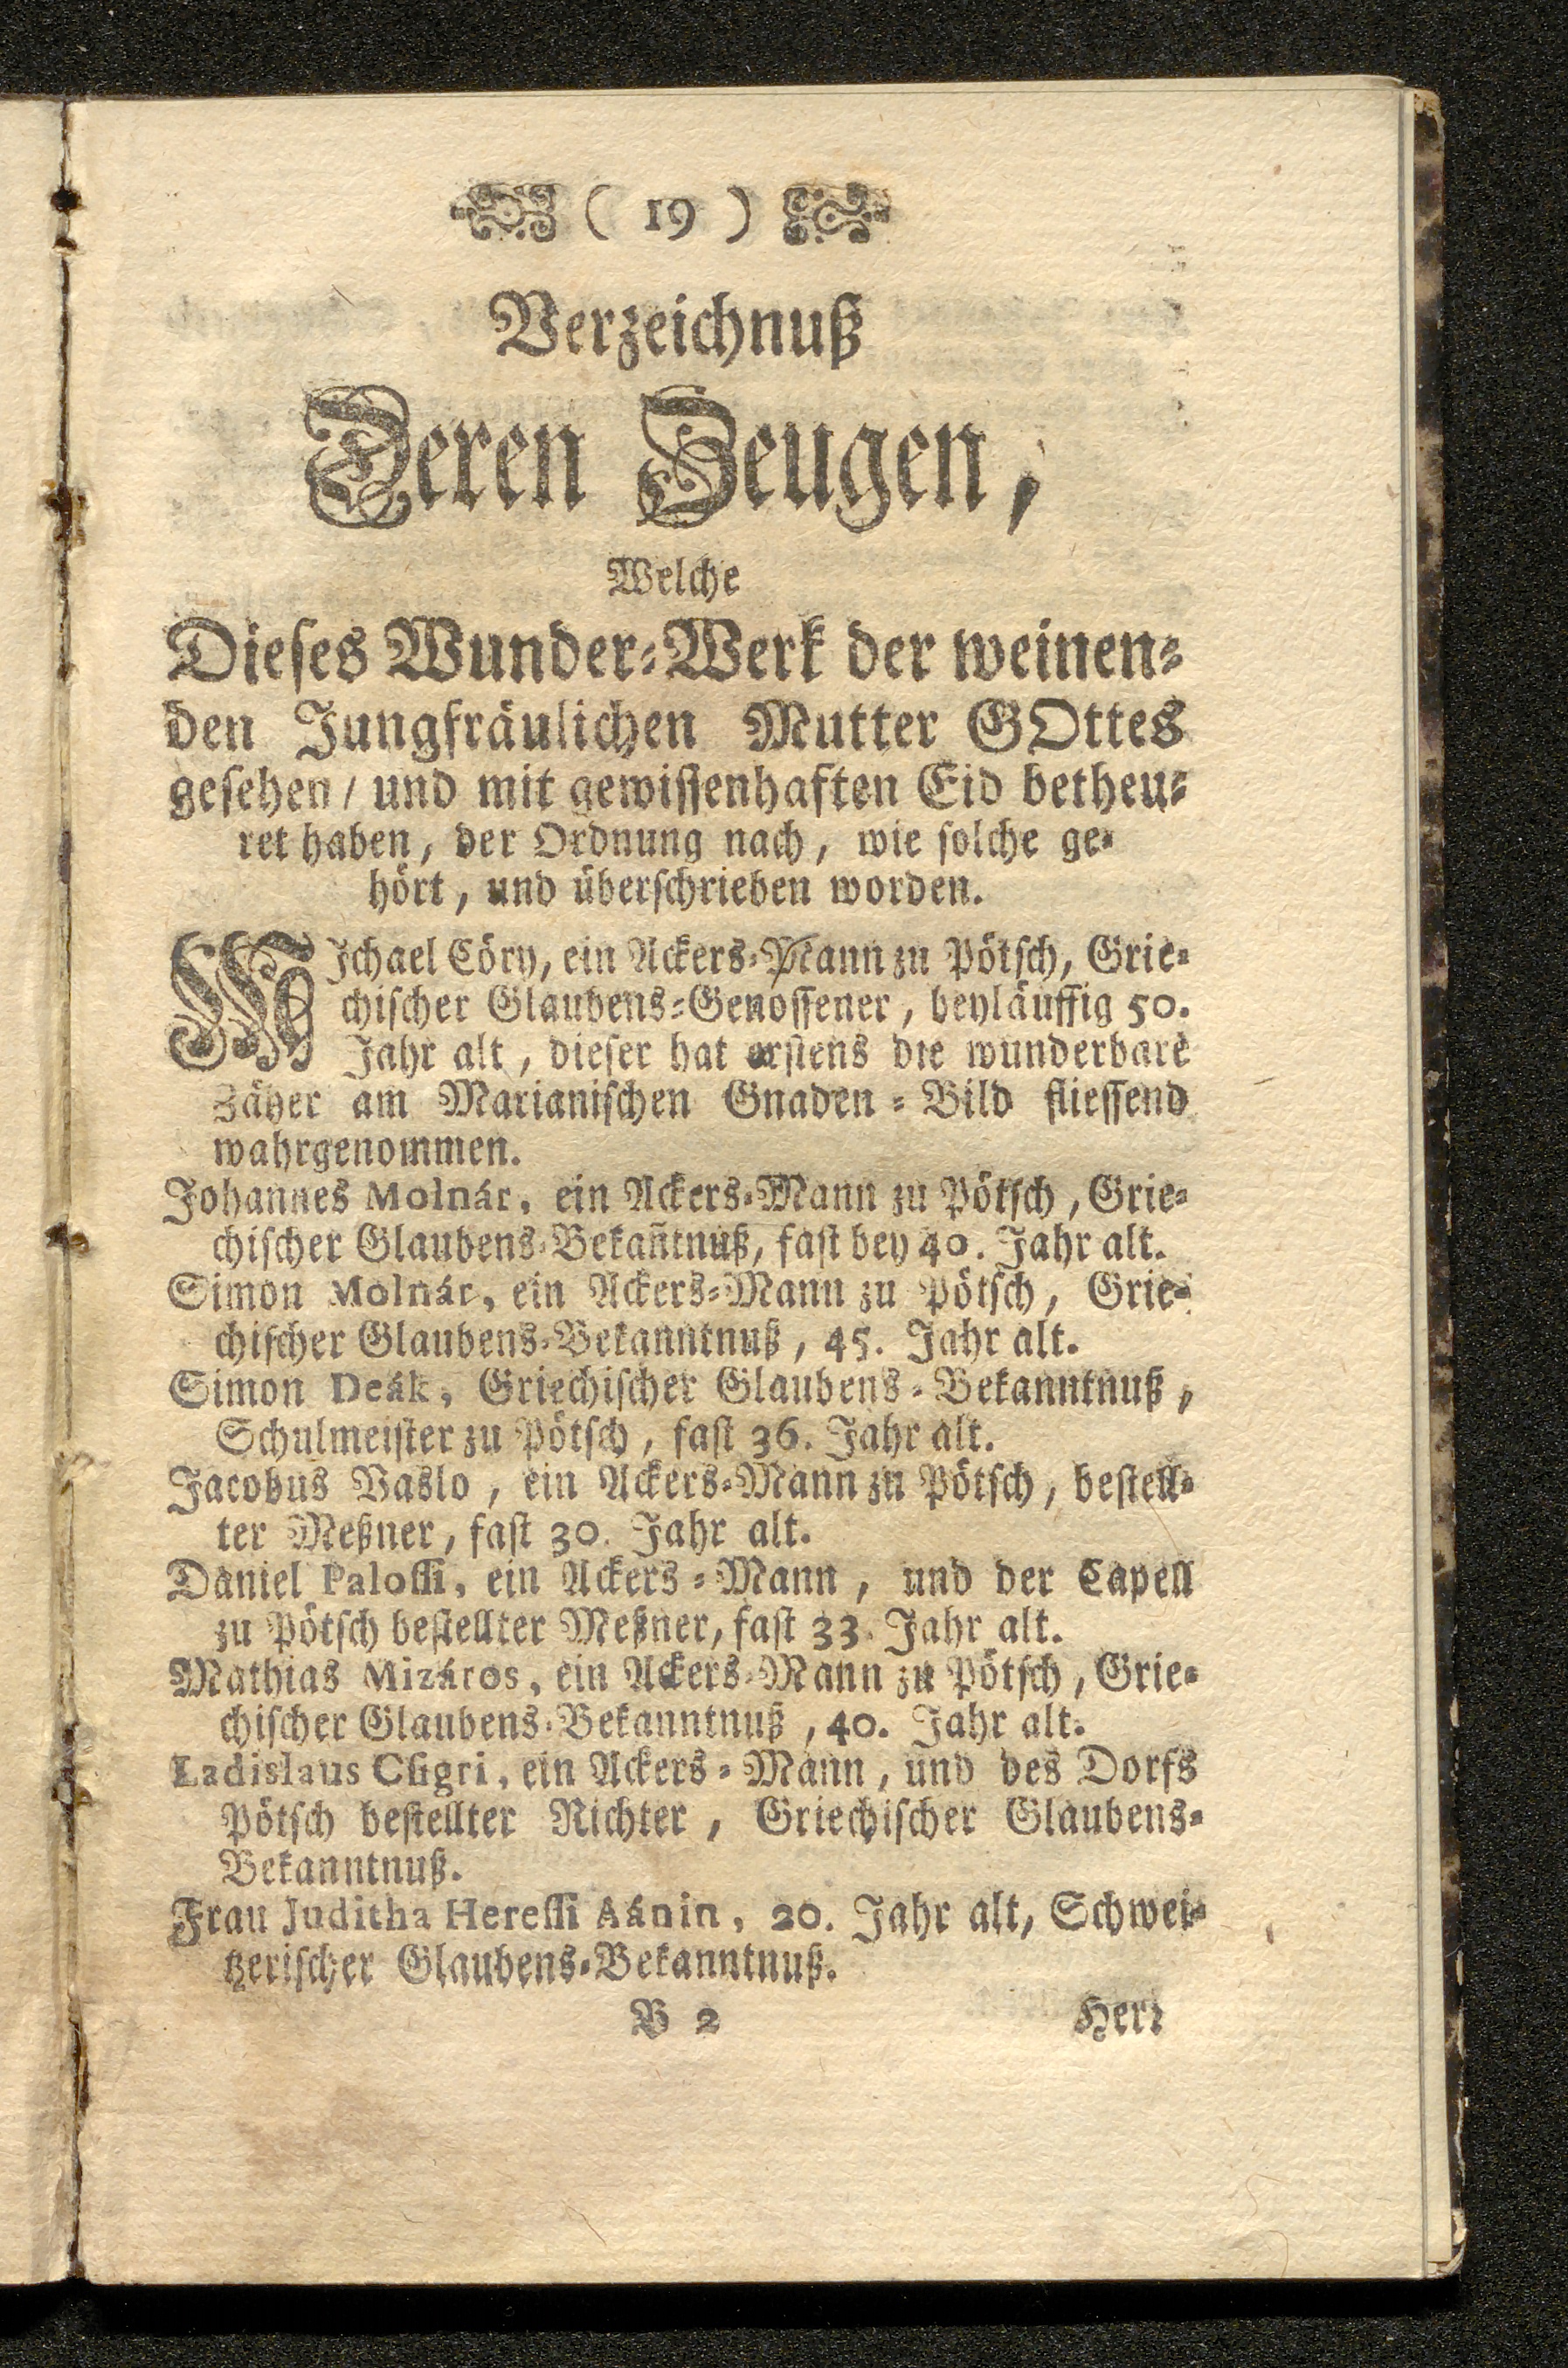 ( 19 )
Verzeichnuß
Deren Zeugen,
Welche
Dieses Wunder=Werk der weinen=
den Jungfräulichen Mutter GOttes
gesehen / und mit gewissenhaften Eid betheu=
ret haben, der Ordnung nach, wie solche ge=
hört, und überschrieben worden.
MIchael Cöry, ein Ackers=Mann zu Pötsch, Grie=
chischer Glaubens=Genossener, beyläuffig 50.
Jahr alt, dieser hat erstens die wunderbare
Zäher am Marianischen Gnaden=Bild fliessend
wahrgenommen.
Johannes Molnár, ein Ackers=Mann zu Pötsch, Grie=
chischer Glaubens=Bekañtnuß, fast bey 40. Jahr alt.
Simon Molnár, ein Ackers=Mann zu Pötsch, Grie=
chischer Glaubens=Bekanntnuß, 45. Jahr alt.
Simon Deák, Griechischer Glaubens=Bekanntnuß,
Schulmeister zu Pötsch, fast 36. Jahr alt.
Jacobus Vaslo, ein Ackers=Mann zu Pötsch, bestell=
ter Meßner, fast 30. Jahr alt.
Daniel Palossi, ein Ackers=Mann, und der Capell
zu Pötsch bestellter Meßner, fast 33. Jahr alt.
Mathias Mizáros, ein Ackers=Mann zu Pötsch, Grie=
chischer Glaubens=Bekanntnuß, 40. Jahr alt.
Ladislaus Csigri, ein Ackers=Mann, und des Dorfs
Pötsch bestellter Richter, Griechischer Glaubens=
Bekanntnuß.
Frau Juditha Heressi Aánin, 20. Jahr alt, Schwei=
tzerischer Glaubens=Bekanntnuß.
B 2 Herr